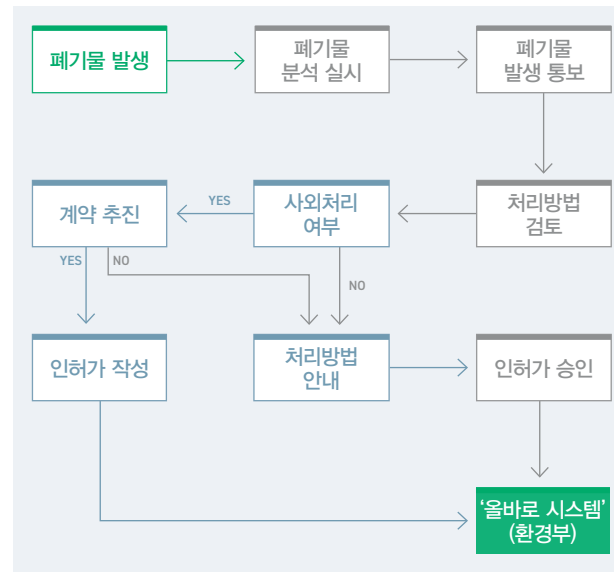 폐기물 발생
폐기물
분석 실시
폐기물
발생 통보
계약 추진
YES
사외처리
여부
처리방법
검토
YES
NO
NO
인허가 작성
처리방법
안내
인허가 승인
‘올바로 시스템’
(환경부)